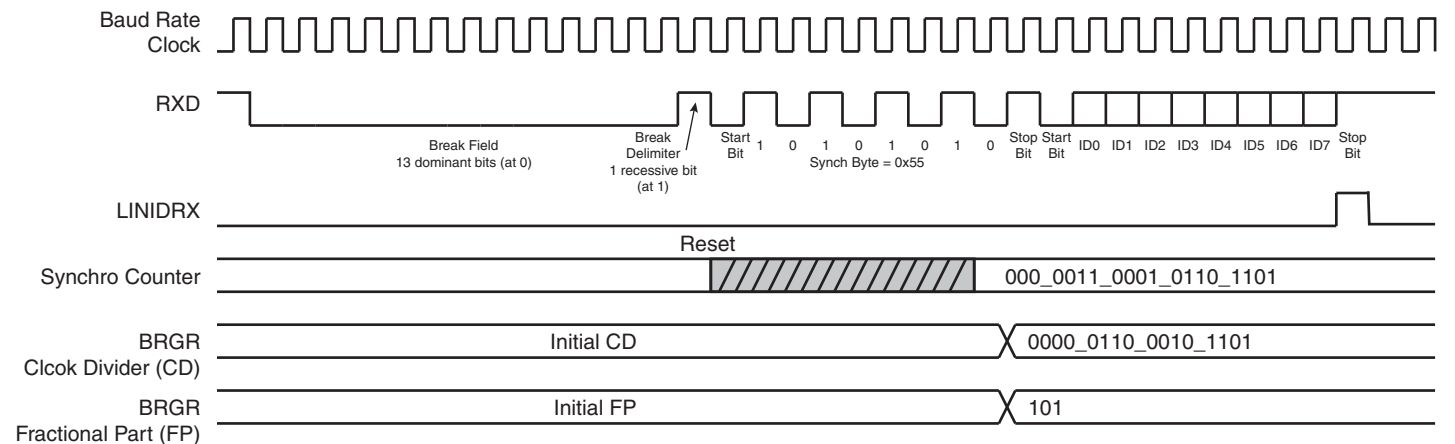 Baud Rate
Clock
RXD
Break Field
13 dominant bits (at 0)
Break
Delimiter
1 recessive bit
(at 1)
Start
Bit
1 0 1 0 1 0 1 0
Synch Byte = 0x55
Stop
Bit
Start
Bit
ID0 ID1 ID2 ID3 ID4 ID5 ID6 ID7
Stop
Bit
LINIDRX
Reset
Synchro Counter
000_0011_0001_0110_1101
BRGR
Clcok Divider (CD)
Initial CD
0000_0110_0010_1101
BRGR
Fractional Part (FP)
Initial FP
101